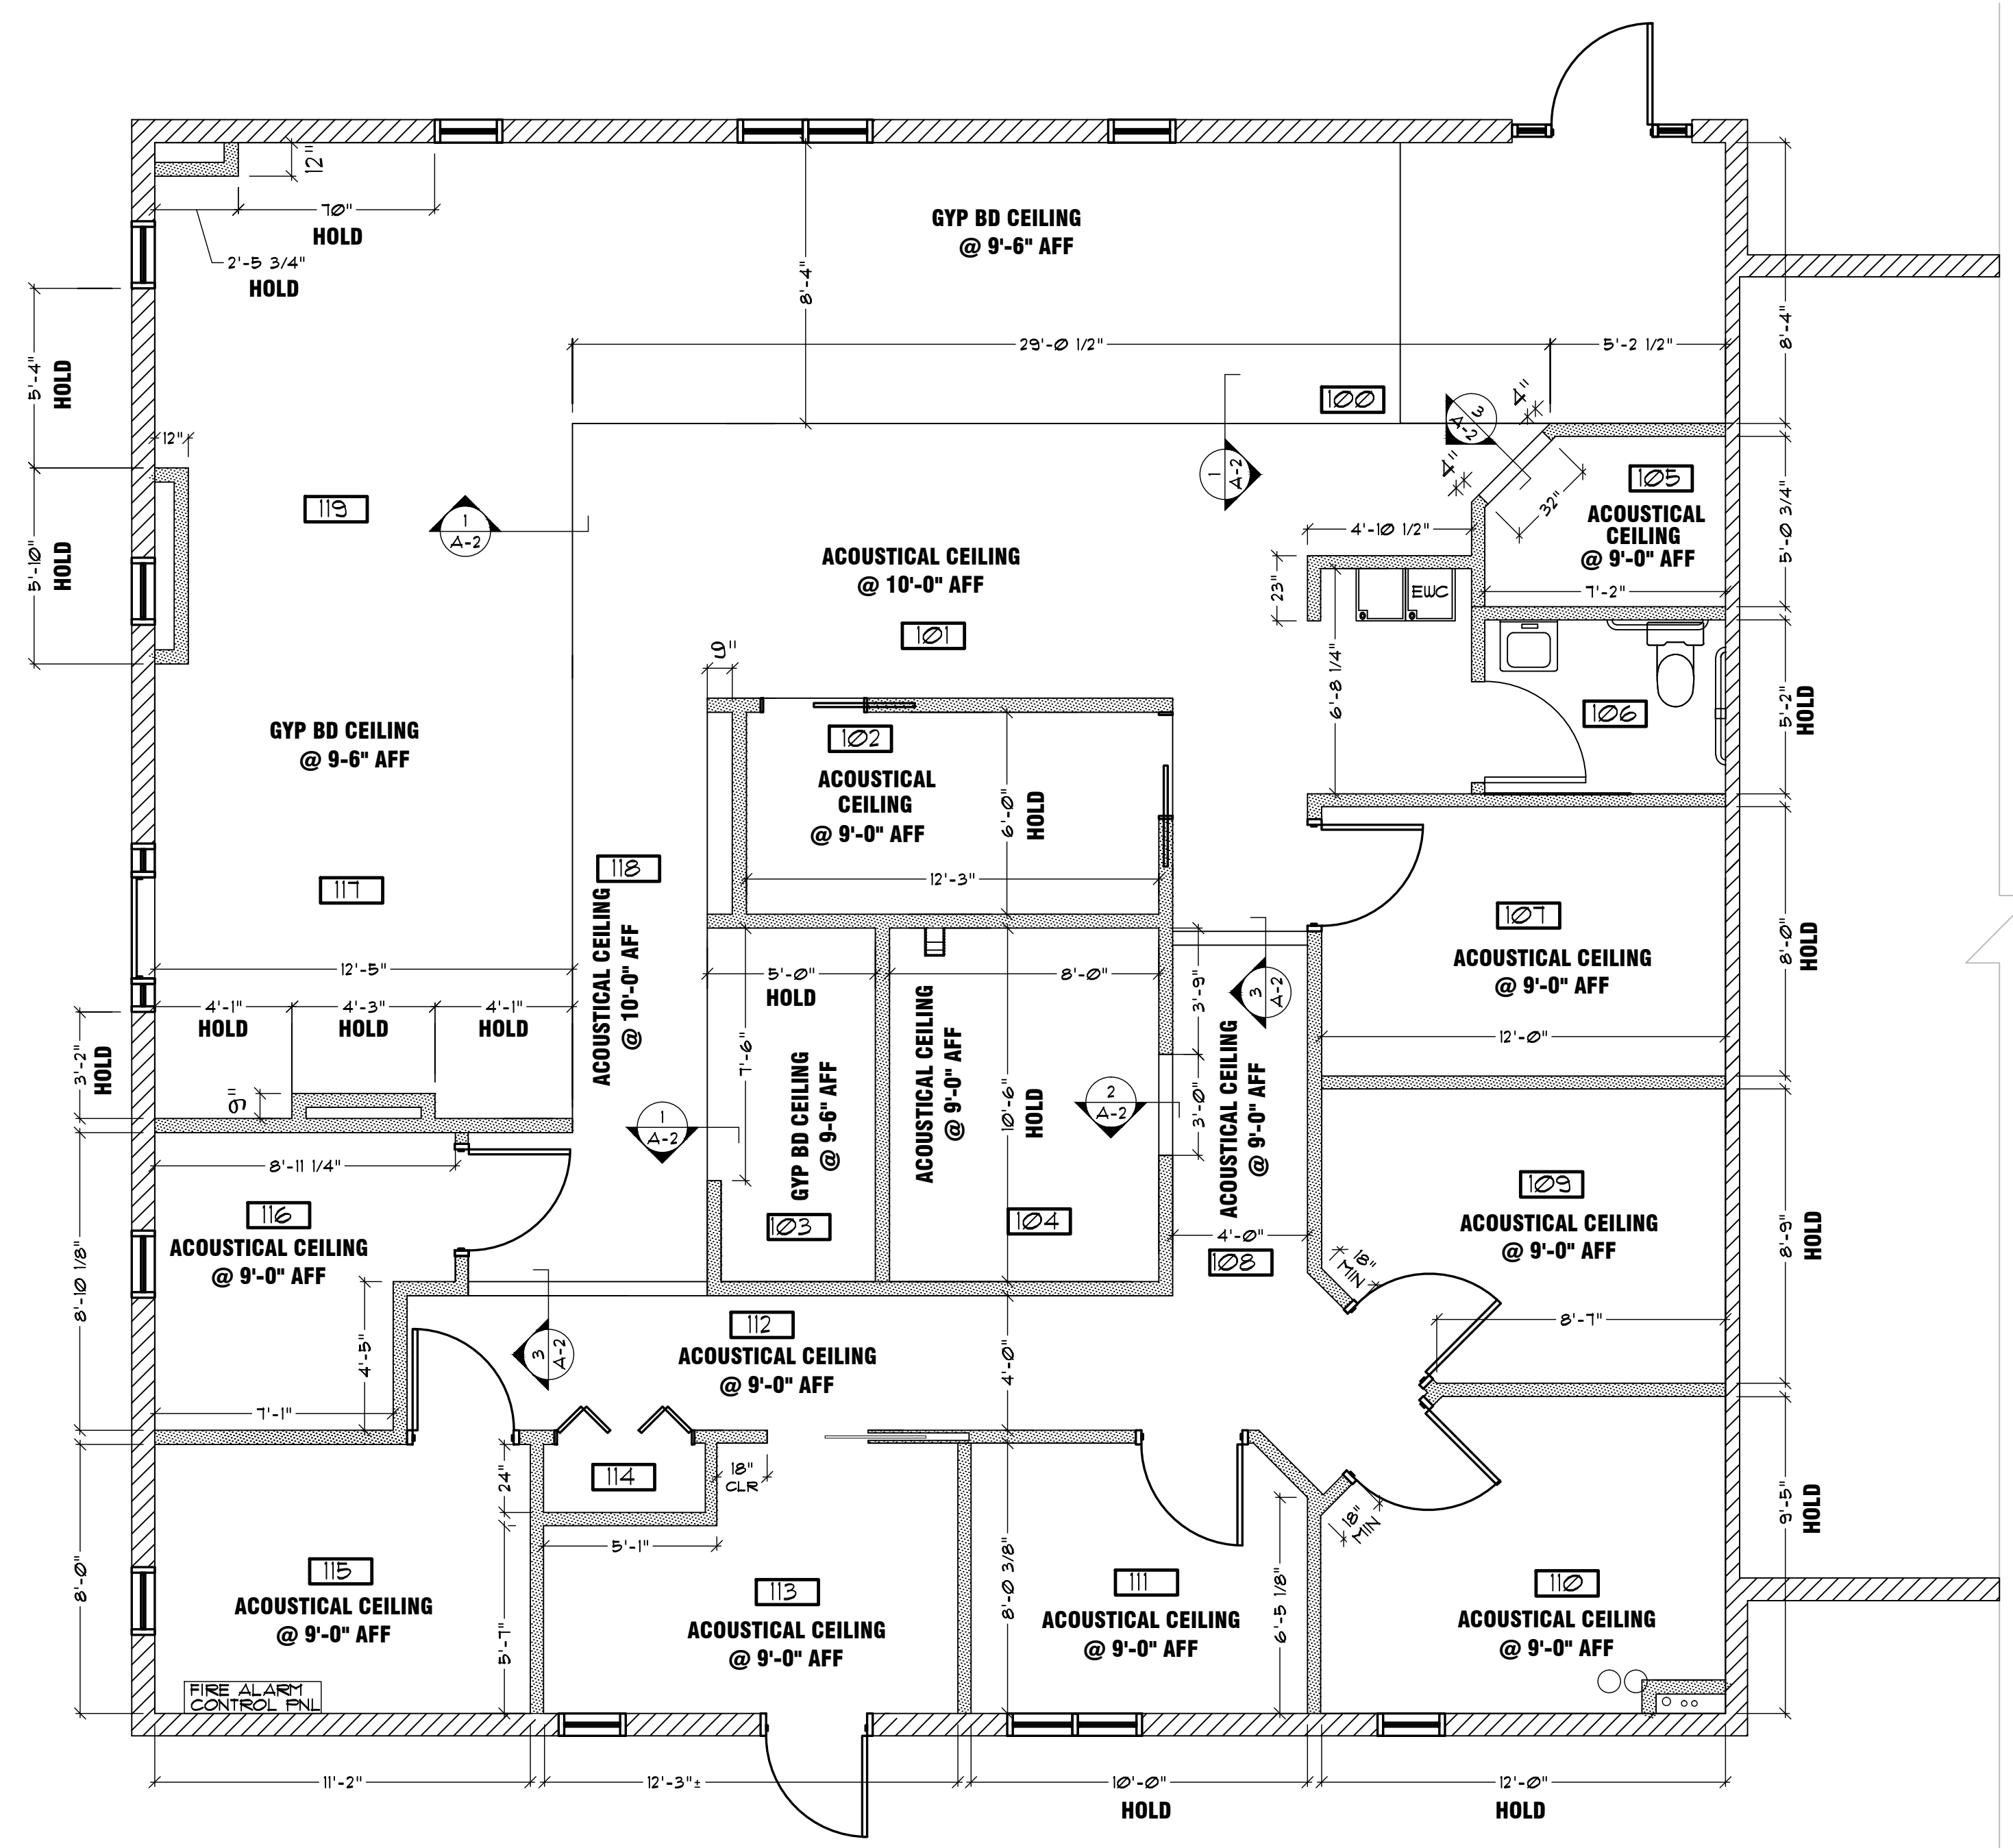 12"
70"
HOLD
2'-5 3/4"
HOLD
GYP BD CEILING
@ 9'-6" AFF
8'-4"
8'-4"
29'-0 1/2"
5'-2 1/2"
5'-4"
HOLD
100
3
A-2
4"
4"
32"
12"
1
A-2
105
ACOUSTICAL
CEILING
@ 9'-0" AFF
7'-2"
5'-0 3/4"
119
1
A-2
4'-10 1/2"
23"
EWC
5'-10"
HOLD
ACOUSTICAL CEILING
@ 10'-0" AFF
101
9"
6'-8 1/4"
106
5'-2"
HOLD
GYP BD CEILING
@ 9-6" AFF
102
ACOUSTICAL
CEILING
@ 9'-0" AFF
6'-0"
HOLD
12'-3"
118
ACOUSTICAL CEILING
@ 10'-0" AFF
117
107
ACOUSTICAL CEILING
@ 9'-0" AFF
8'-0"
HOLD
12'-0"
12'-5"
4'-1"
HOLD
4'-3"
HOLD
4'-1"
HOLD
5'-0"
HOLD
8'-0"
3'-9"
3
A-2
3'-2"
HOLD
9"
7'-6"
GYP BD CEILING
@ 9-6" AFF
ACOUSTICAL CEILING
@ 9'-0" AFF
10'-6"
HOLD
2
A-2
3'-0"
ACOUSTICAL CEILING
@ 9'-0" AFF
1
A-2
8'-11 1/4"
116
ACOUSTICAL CEILING
@ 9'-0" AFF
8'-10 1/8"
103
104
4'-0"
108
109
ACOUSTICAL CEILING
@ 9'-0" AFF
8'-9"
HOLD
18"
MIN
8'-7"
4'-5"
7'-1"
3
A-2
112
ACOUSTICAL CEILING
@ 9'-0" AFF
4'-0"
24"
114
18"
CLR
5'-1"
18"
MIN
9'-5"
HOLD
8'-0"
115
ACOUSTICAL CEILING
@ 9'-0" AFF
5'-7"
113
ACOUSTICAL CEILING
@ 9'-0" AFF
8'-0 3/8"
111
ACOUSTICAL CEILING
@ 9'-0" AFF
6'-5 1/8"
110
ACOUSTICAL CEILING
@ 9'-0" AFF
FIRE ALARM
CONTROL PNL
11'-2"
12'-3"±
10'-0"
HOLD
12'-0"
HOLD